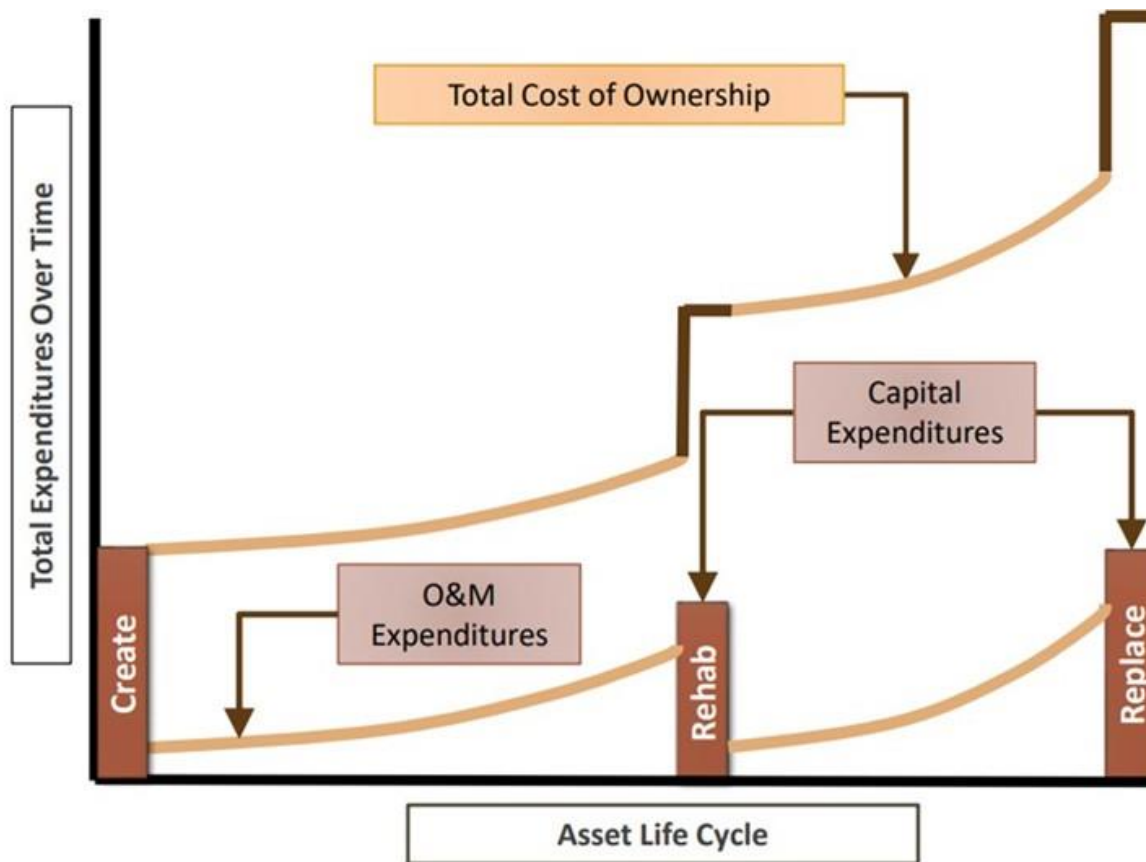 Total Cost of Ownership
Total Expenditures Over Time
Capital
Expenditures
O&M
Expenditures
Create
Rehab
Replace
Asset Life Cycle